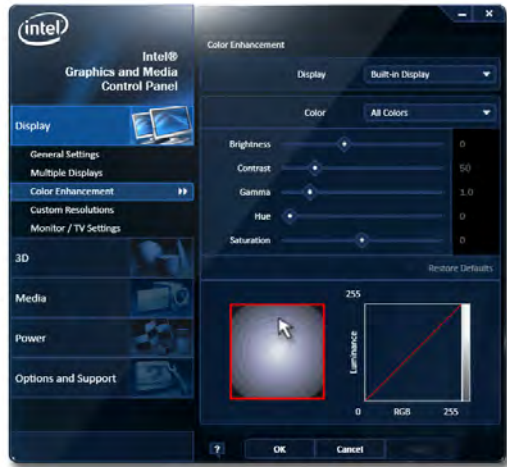 intel
Intel®
Graphics and Media
Control Panel
Display
General Settings
Multiple Displays
Color Enhancement
Custom Resolutions
Monitor / TV Settings
3D
Media
Power
Options and Support
Color Enhancement
Display Built-in Display
Color All Colors
Brightness 0
Contrast 50
Gamma 1.0
Hue 0
Saturation 0
Restore Defaults
255
Luminance
0 RGB 255
? OK Cancel